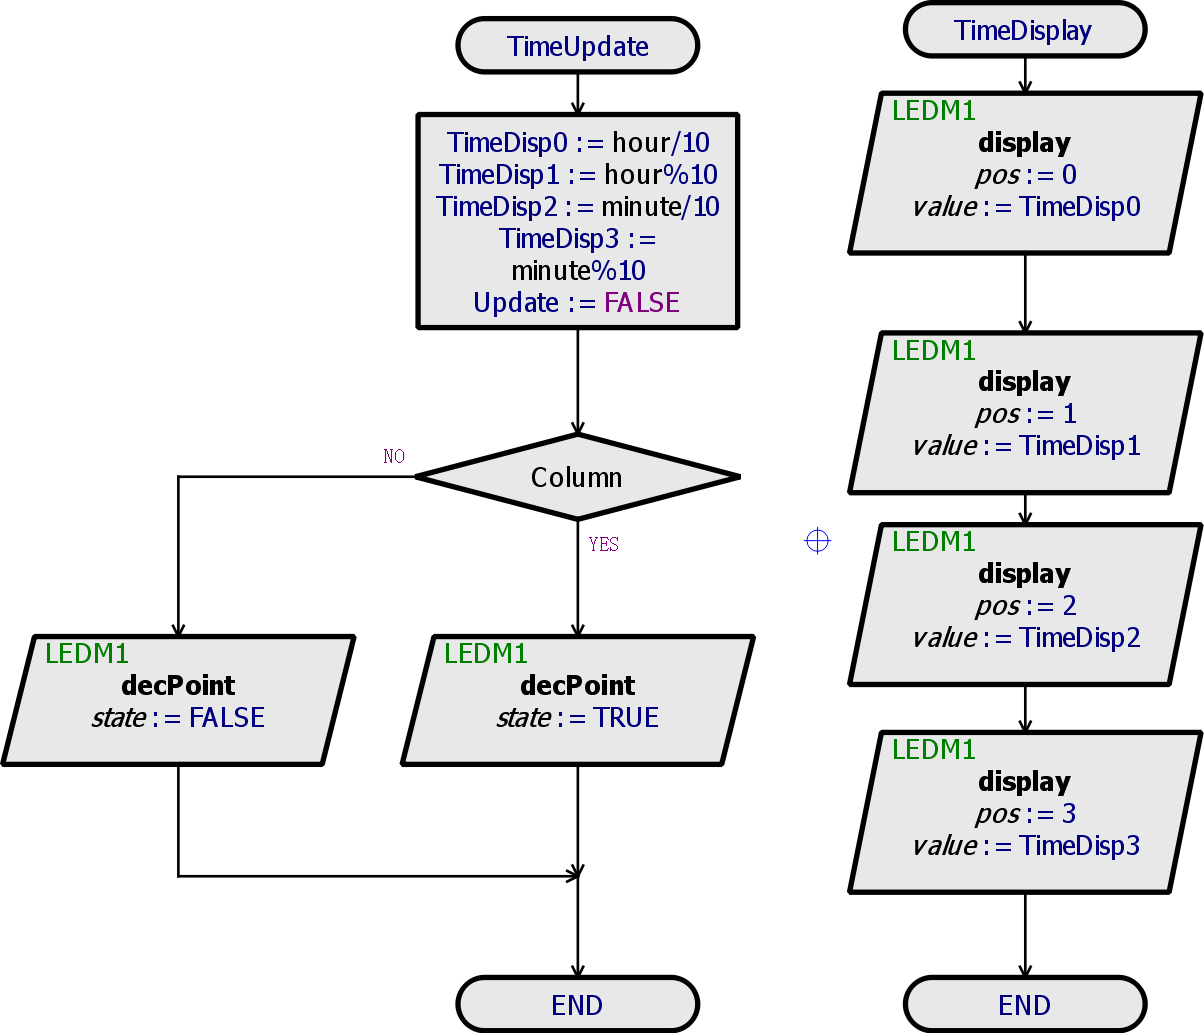 TimeUpdate
TimeDisp0 := hour/10
TimeDisp1 := hour%10
TimeDisp2 := minute/10
TimeDisp3 :=
minute%10
Update := FALSE
Column
NO
YES
LEDM1
decPoint
state := FALSE
LEDM1
decPoint
state := TRUE
END
TimeDisplay
LEDM1
display
pos := 0
value := TimeDisp0
LEDM1
display
pos := 1
value := TimeDisp1
LEDM1
display
pos := 2
value := TimeDisp2
LEDM1
display
pos := 3
value := TimeDisp3
END